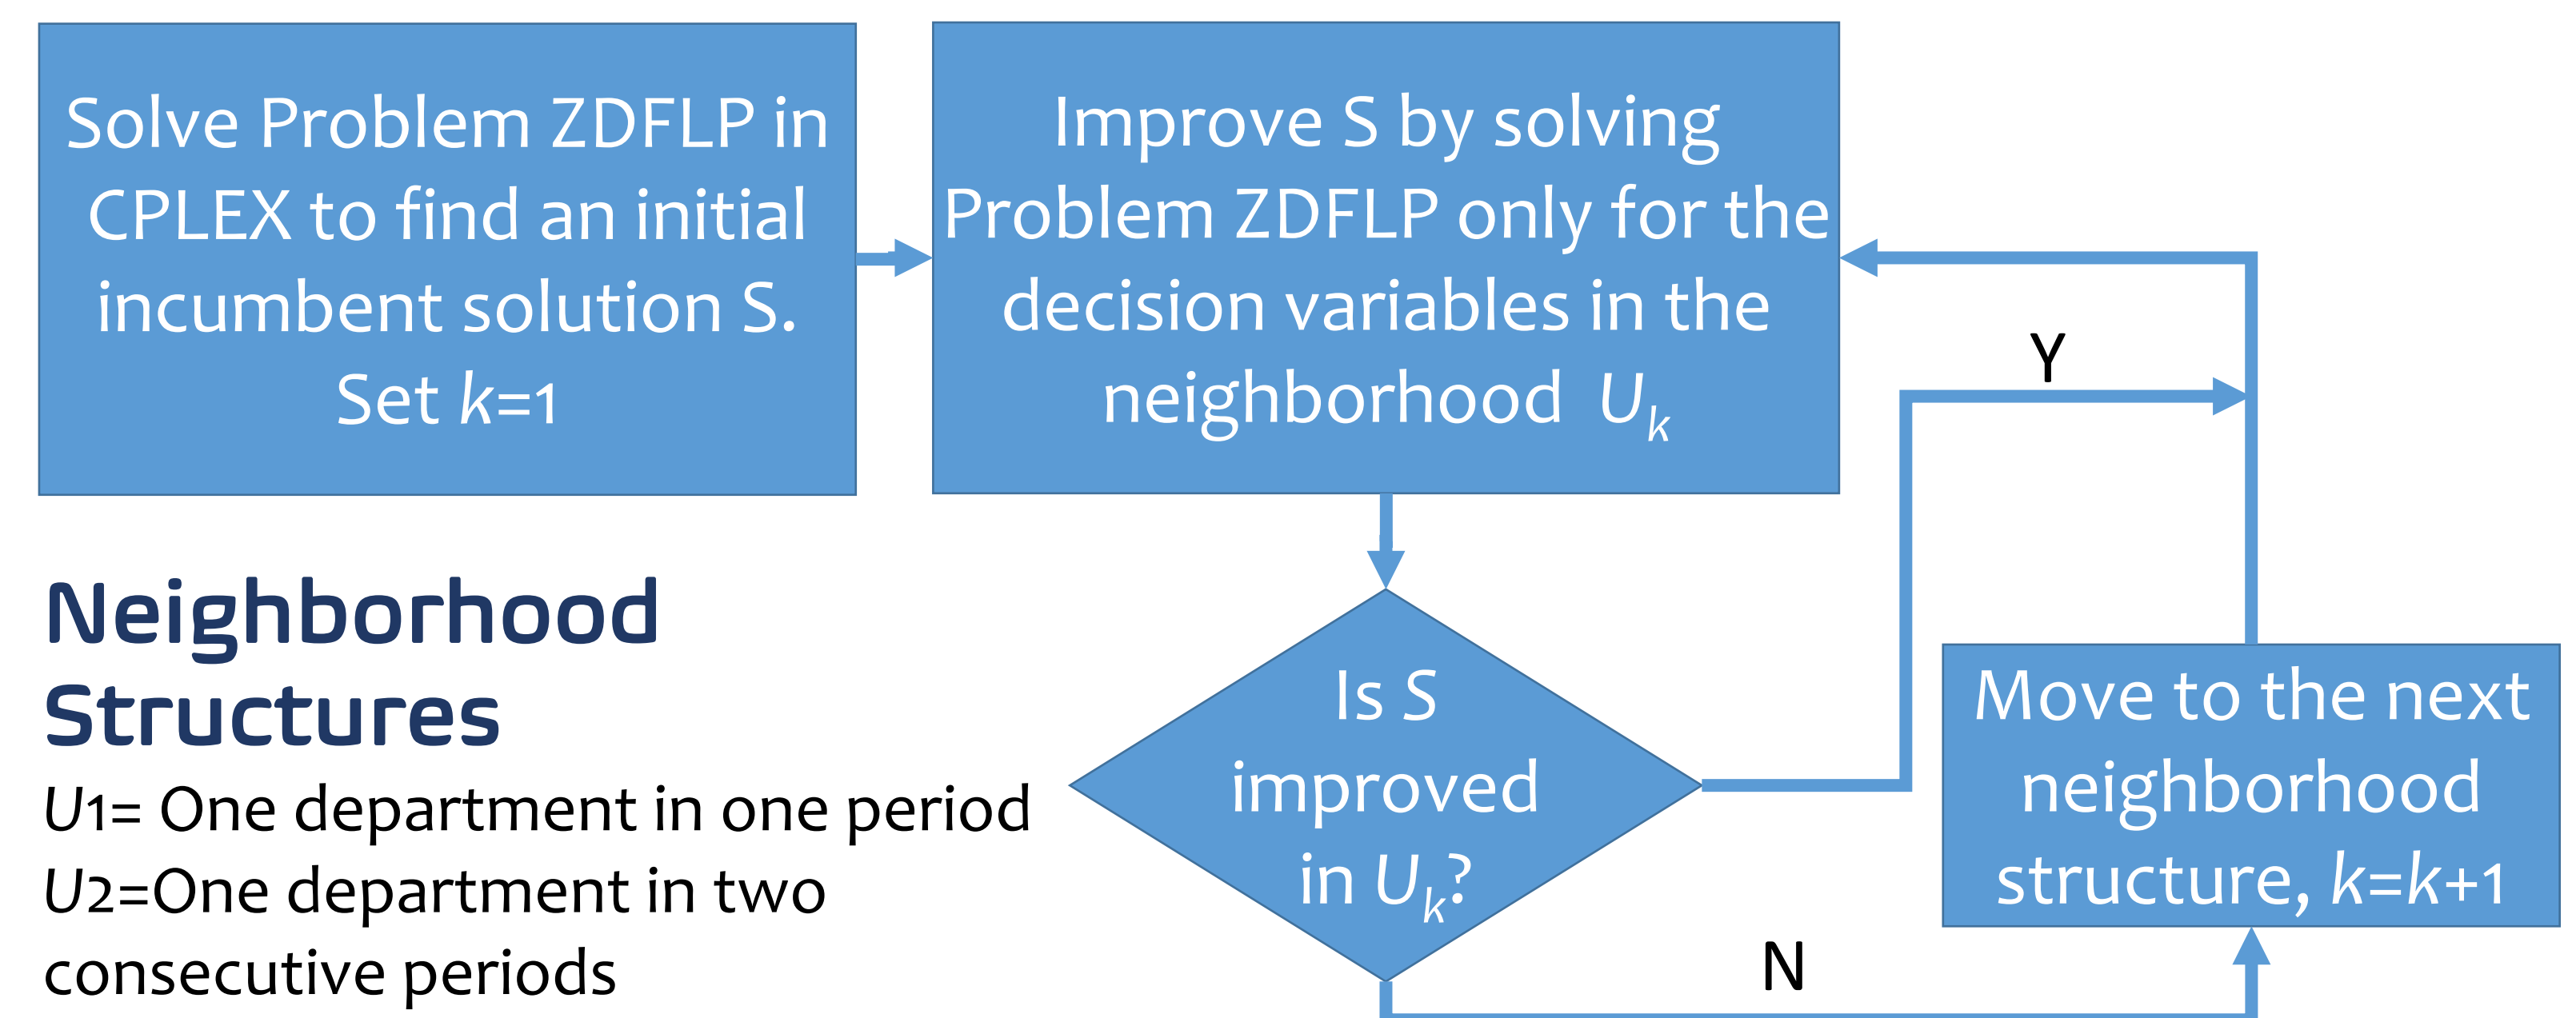 Solve Problem ZDFLP in
CPLEX to find an initial
incumbent solution S.
Set k=1
Improve S by solving
Problem ZDFLP only for the
decision variables in the
neighborhood Uk
Y
Neighborhood
Structures
U1= One department in one period
U2=One department in two
consecutive periods
Is S
improved
in Uk?
N
Move to the next
neighborhood
structure, k=k+1